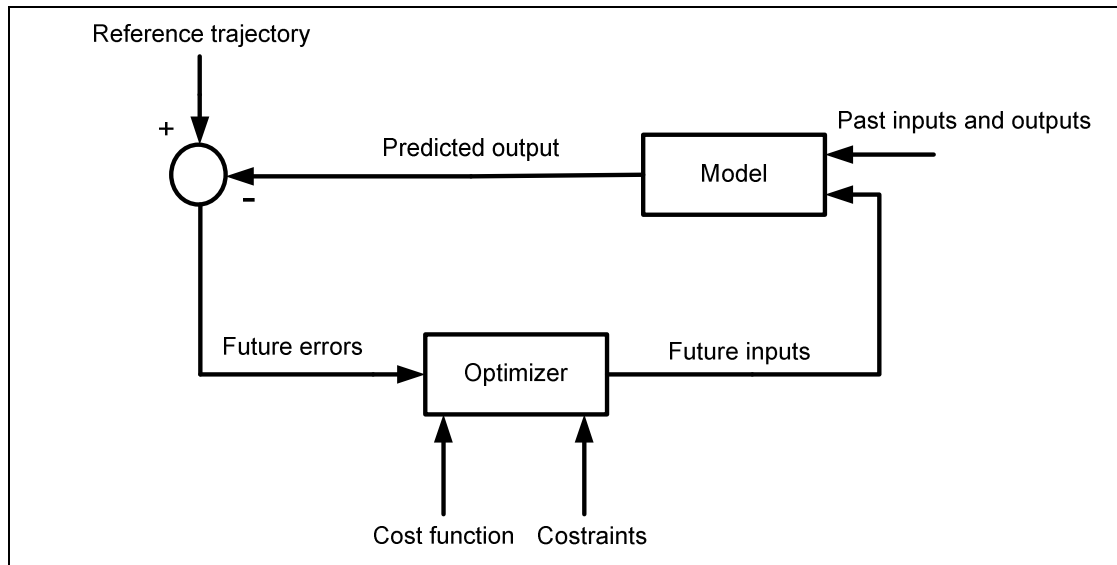 Reference trajectory
+
Predicted output
-
Model
Past inputs and outputs
Future errors
Optimizer
Future inputs
Cost function
Costraints